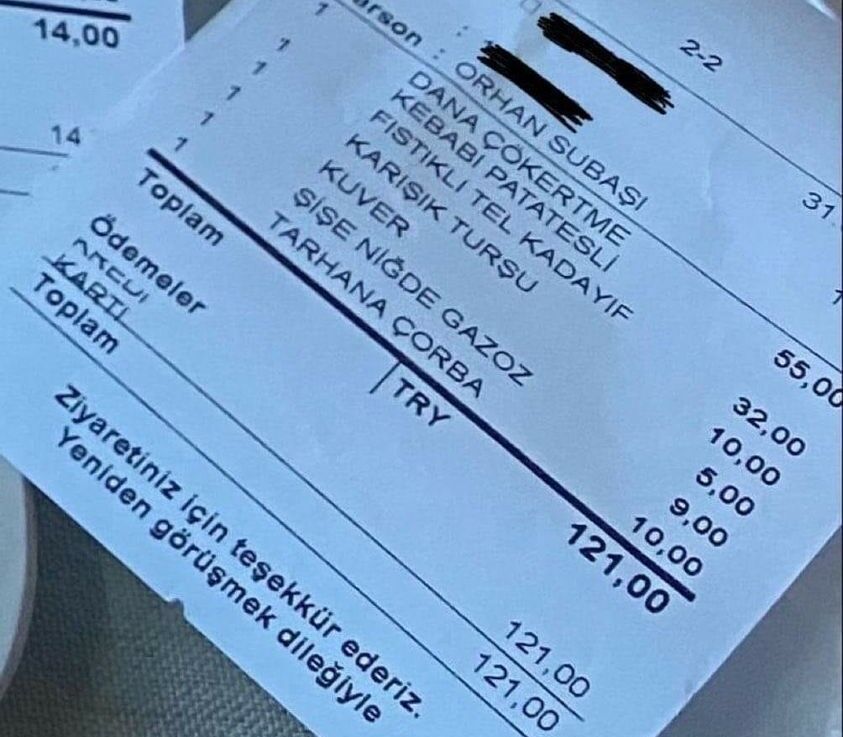 14,00
14
2-2
31.
arson : ORHAN SUBAŞI
1 DANA ÇÖKERTME KEBABI PATATESLİ 55,00
1 FISTIKLI TEL KADAYIF 32,00
1 KARIŞIK TURŞU 10,00
1 KUVER 5,00
1 ŞİŞE NİĞDE GAZOZ 9,00
1 TARHANA ÇORBA 10,00
Toplam TRY 121,00
Ödemeler
KARTI 121,00
Toplam 121,00
Ziyaretiniz için teşekkür ederiz.
Yeniden görüşmek dileğiyle